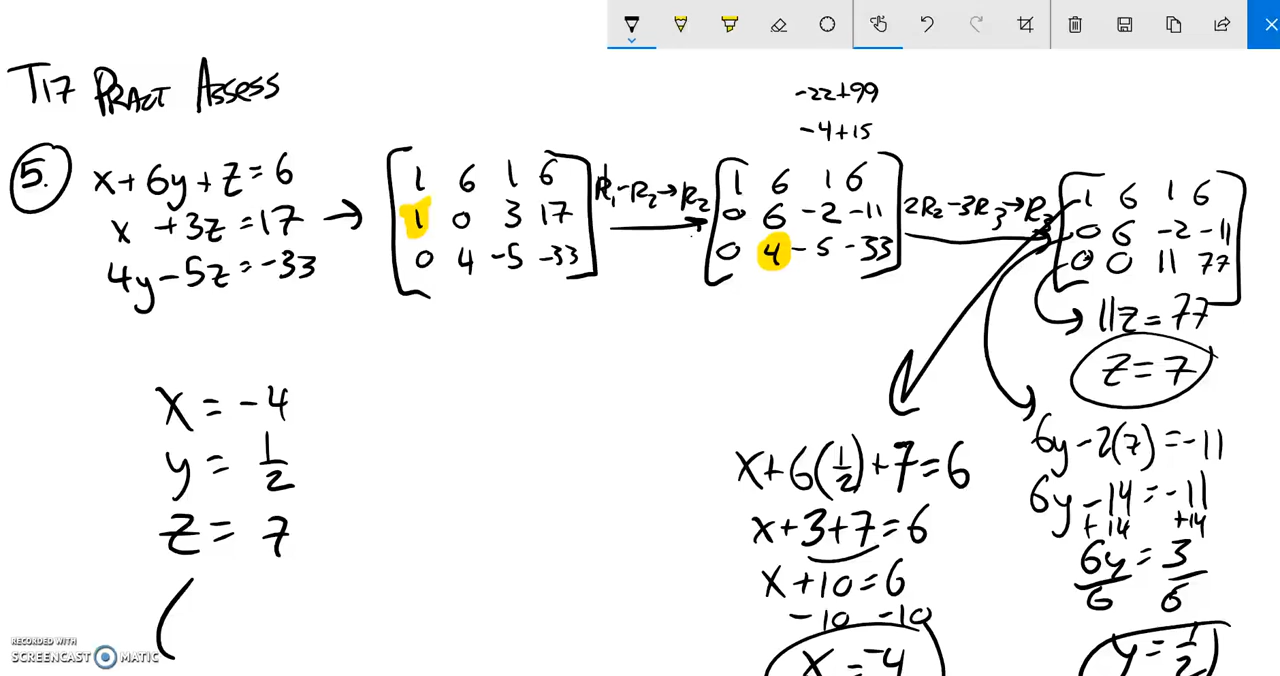 T17 PRACT ASSESS
5.
x+6y+z=6
x +3z=17
4y-5z=-33
→
1 6 1 6
1 0 3 17
0 4 -5 -33
R1-R2→R2
-22+99
-4+15
1 6 1 6
0 6 -2 -11
0 4 -5 -33
2R2-3R3→R3
1 6 1 6
0 6 -2 -11
0 0 11 77
11z=77
z=7
6y-2(7)=-11
6y-14=-11
+14 +14
6y=3
6 6
y=1/2
x+6(1/2)+7=6
x+3+7=6
x+10=6
-10 -10
x=-4
x=-4
y=1/2
z=7
(
RECORDED WITH
SCREENCAST MATIC